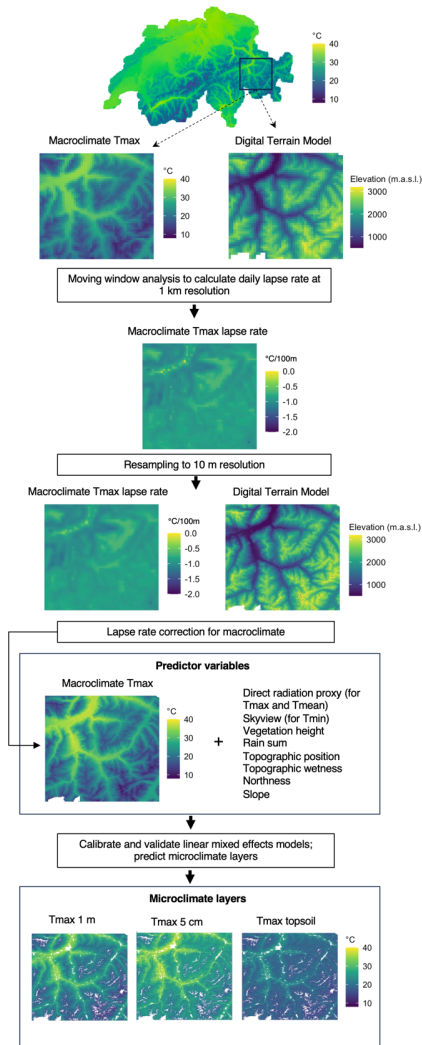 °C
40
30
20
10
Macroclimate Tmax
Digital Terrain Model
°C
40
30
20
10
Elevation (m.a.s.l.)
3000
2000
1000
Moving window analysis to calculate daily lapse rate at
1 km resolution
Macroclimate Tmax lapse rate
°C/100m
0.0
-0.5
-1.0
-1.5
-2.0
Resampling to 10 m resolution
Macroclimate Tmax lapse rate
Digital Terrain Model
°C/100m
0.0
-0.5
-1.0
-1.5
-2.0
Elevation (m.a.s.l.)
3000
2000
1000
Lapse rate correction for macroclimate
Predictor variables
Macroclimate Tmax
°C
40
30
20
10
+
Direct radiation proxy (for
Tmax and Tmean)
Skyview (for Tmin)
Vegetation height
Rain sum
Topographic position
Topographic wetness
Northness
Slope
Calibrate and validate linear mixed effects models;
predict microclimate layers
Microclimate layers
Tmax 1 m
Tmax 5 cm
Tmax topsoil
°C
40
30
20
10